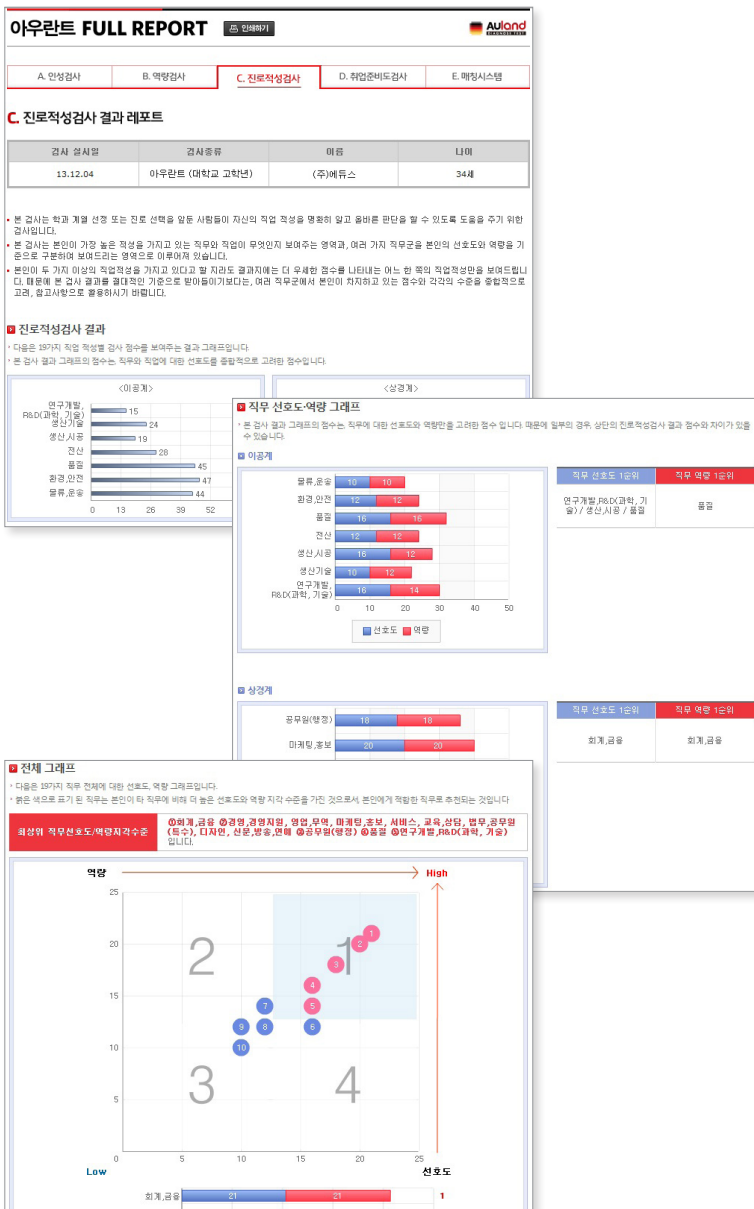 아우란트 FULL REPORT
인쇄하기
Auland
DIAGNOSIS TEST
A. 인성검사
B. 역량검사
C. 진로적성검사
D. 취업준비도검사
E. 매칭시스템
C. 진로적성검사 결과 레포트
검사 실시일 검사종류 이름 나이
13.12.04 아우란트 (대학교 고학년) (주)에듀스 34세
본 검사는 학과 계열 선정 또는 진로 선택을 앞둔 사람들이 자신의 직업 적성을 명확히 알고 올바른 판단을 할 수 있도록 도움을 주기 위한
검사입니다.
본 검사는 본인이 가장 높은 적성을 가지고 있는 직무와 직업이 무엇인지 보여주는 영역과, 여러 가지 직무군을 본인의 선호도와 역량을 기
준으로 구분하여 보여드리는 영역으로 이루어져 있습니다.
본인이 두 가지 이상의 직업적성을 가지고 있다고 할 지라도 결과지에는 더 우세한 점수를 나타내는 어느 한 쪽의 직업적성만을 보여드립니
다. 때문에 본 검사 결과를 절대적인 기준으로 받아들이기보다는, 여러 직무군에서 본인이 차지하고 있는 점수와 각각의 수준을 종합적으로
고려, 참고사항으로 활용하시기 바랍니다.
진로적성검사 결과
다음은 19가지 직업 적성별 검사 점수를 보여주는 결과 그래프입니다.
본 검사 결과 그래프의 점수는, 직무와 직업에 대한 선호도를 종합적으로 고려한 점수입니다.
<이공계>
<상경계>
연구개발,
R&D(과학, 기술) 15
생산기술 24
생산,시공 19
전산 28
품질 45
환경,안전 47
물류,운송 44
0 13 26 39 52
직무 선호도·역량 그래프
본 검사 결과 그래프의 점수는, 직무에 대한 선호도와 역량만을 고려한 점수 입니다. 때문에 일부의 경우, 상단의 진로적성검사 결과 점수와 차이가 있을
수 있습니다.
이공계
물류,운송 10 10
환경,안전 12 12
품질 16 16
전산 12 12
생산,시공 16 12
생산기술 10 12
연구개발,
R&D(과학, 기술) 16 14
0 10 20 30 40 50
선호도 역량
직무 선호도 1순위 직무 역량 1순위
연구개발,R&D(과학, 기
술) / 생산,시공 / 품질
품질
상경계
공무원(행정) 18 18
마케팅,홍보 20 20
직무 선호도 1순위 직무 역량 1순위
회계,금융 회계,금융
전체 그래프
다음은 19가지 직무 전체에 대한 선호도, 역량 그래프입니다.
붉은 색으로 표기 된 직무는 본인이 타 직무에 비해 더 높은 선호도와 역량 지각 수준을 가진 것으로서, 본인에게 적합한 직무로 추천되는 것입니다
최상위 직무선호도/역량지각수준
①회계,금융 ②경영,경영지원, 영업,무역, 마케팅,홍보, 서비스, 교육,상담, 법무,공무원
(특수), 디자인, 신문,방송,연예 ③공무원(행정) ④품질 ⑤연구개발,R&D(과학, 기술)
입니다.
역량
High
25
20
15
10
5
0 5 10 15 20 25
2 1
3 4
1
2
3
4
5
7
9 8 6
10
Low
선호도
회계,금융 21 21 1